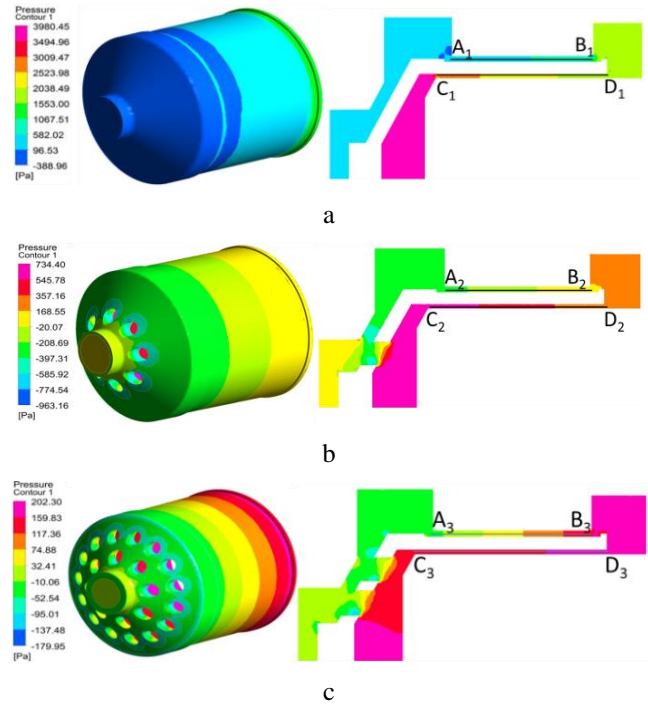 Pressure
Contour 1
3980.45
3494.96
3009.47
2523.98
2038.49
1553.00
1067.51
582.02
96.53
-388.96
[Pa]
A1
B1
C1
D1
a
Pressure
Contour 1
734.40
545.78
357.16
168.55
-20.07
-208.69
-397.31
-585.92
-774.54
-963.16
[Pa]
A2
B2
C2
D2
b
Pressure
Contour 1
202.30
159.83
117.36
74.88
32.41
-10.06
-52.54
-95.01
-137.48
-179.95
[Pa]
A3
B3
C3
D3
c